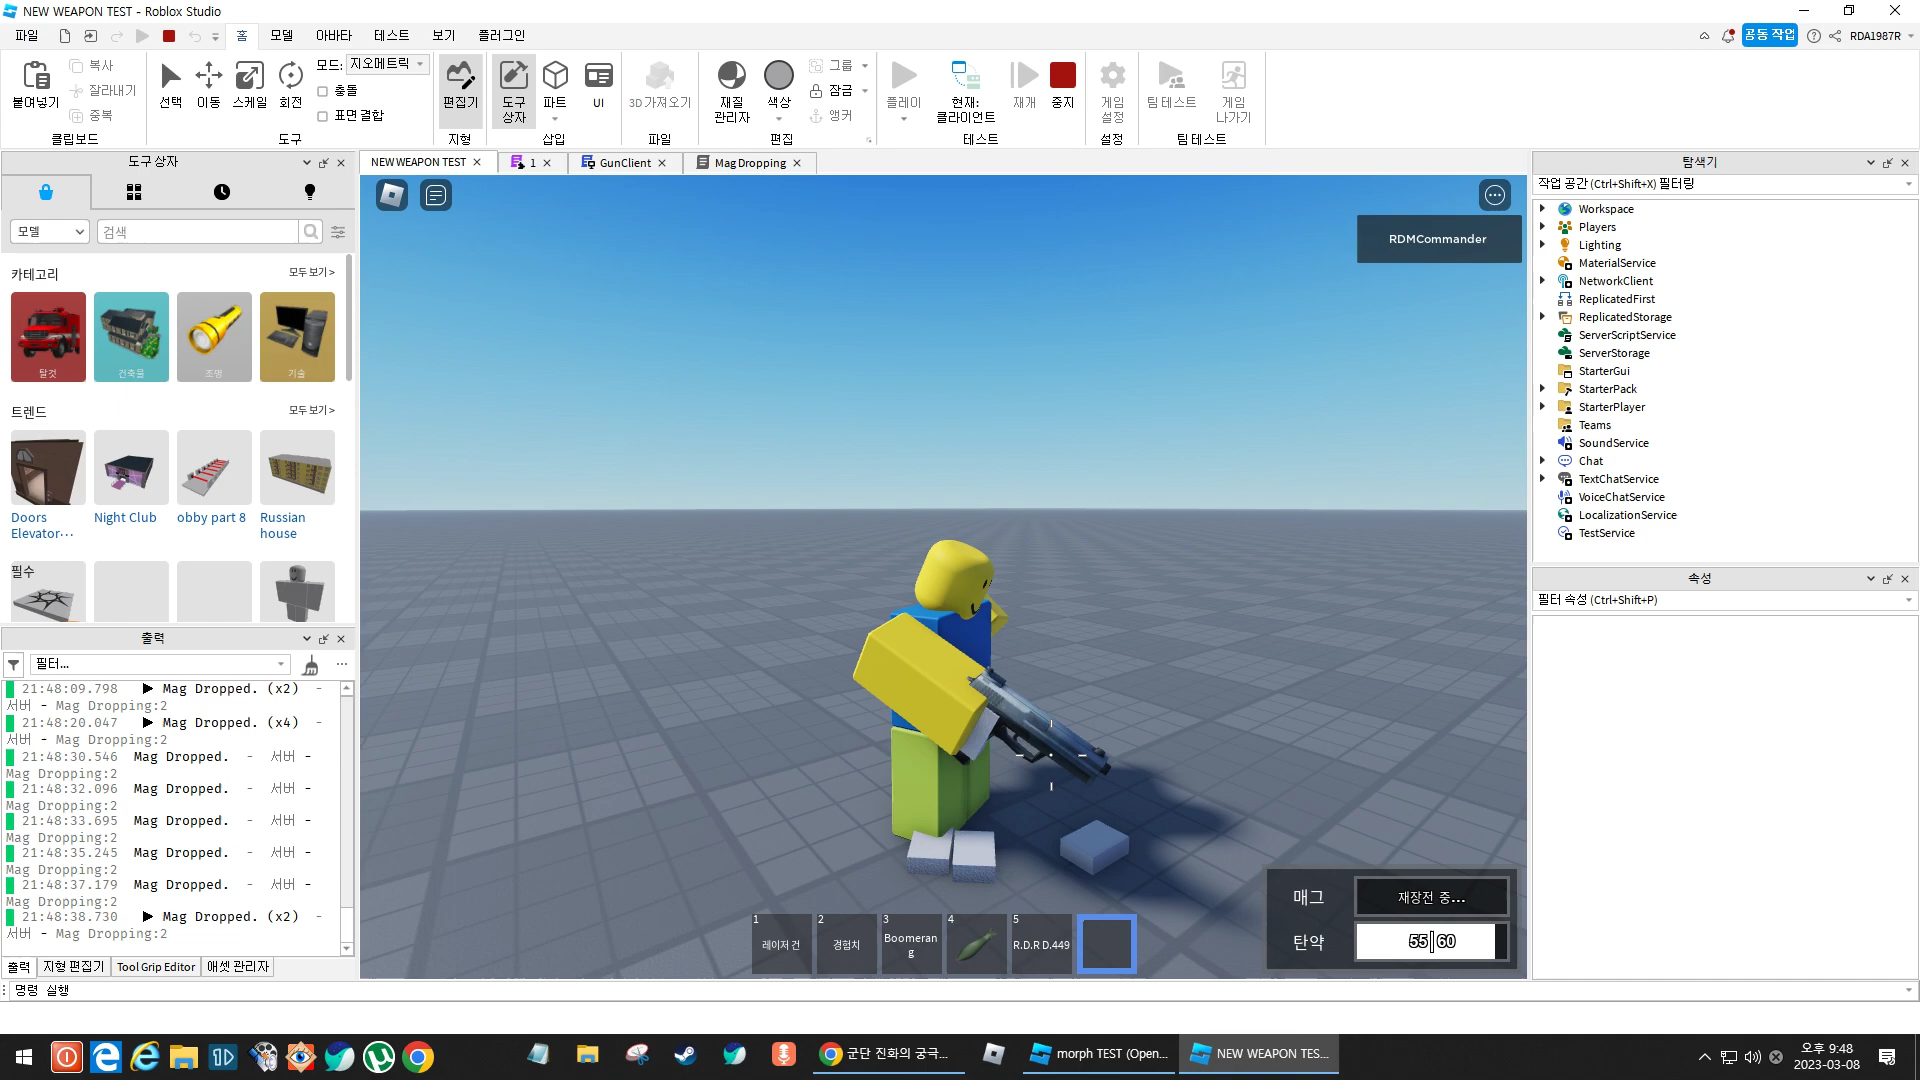 NEW WEAPON TEST - Roblox Studio
파일
홈
모델
아바타
테스트
보기
플러그인
공동 작업
RDA1987R
붙여넣기
복사
잘라내기
중복
클립보드
선택
이동
스케일
회전
모드:
지오메트릭
충돌
표면 결합
도구
편집기
지형
도구 상자
파트
UI
삽입
3D 가져오기
파일
재질 관리자
색상
그룹
잠금
앵커
편집
플레이
현재: 클라이언트
재개
중지
테스트
게임 설정
설정
팀 테스트
게임 나가기
팀 테스트
도구 상자
NEW WEAPON TEST
1
GunClient
Mag Dropping
탐색기
작업 공간 (Ctrl+Shift+X) 필터링
모델
검색
카테고리
모두 보기 >
탈것
건축물
조명
기술
트렌드
모두 보기 >
Doors Elevator…
Night Club
obby part 8
Russian house
필수
RDMCommander
Workspace
Players
Lighting
MaterialService
NetworkClient
ReplicatedFirst
ReplicatedStorage
ServerScriptService
ServerStorage
StarterGui
StarterPack
StarterPlayer
Teams
SoundService
Chat
TextChatService
VoiceChatService
LocalizationService
TestService
속성
필터 속성 (Ctrl+Shift+P)
출력
필터...
21:48:09.798 ▶ Mag Dropped. (x2) -
서버 - Mag Dropping:2
21:48:20.047 ▶ Mag Dropped. (x4) -
서버 - Mag Dropping:2
21:48:30.546 Mag Dropped. - 서버 -
Mag Dropping:2
21:48:32.096 Mag Dropped. - 서버 -
Mag Dropping:2
21:48:33.695 Mag Dropped. - 서버 -
Mag Dropping:2
21:48:35.245 Mag Dropped. - 서버 -
Mag Dropping:2
21:48:37.179 Mag Dropped. - 서버 -
Mag Dropping:2
21:48:38.730 ▶ Mag Dropped. (x2) -
서버 - Mag Dropping:2
출력
지형 편집기
Tool Grip Editor
애셋 관리자
1 레이저 건
2 경험치
3 Boomerang
4
5 R.D.R D.449
매그
재장전 중...
탄약
55|60
명령 실행
군단 진화의 궁극...
morph TEST (Open...
NEW WEAPON TES...
오후 9:48
2023-03-08